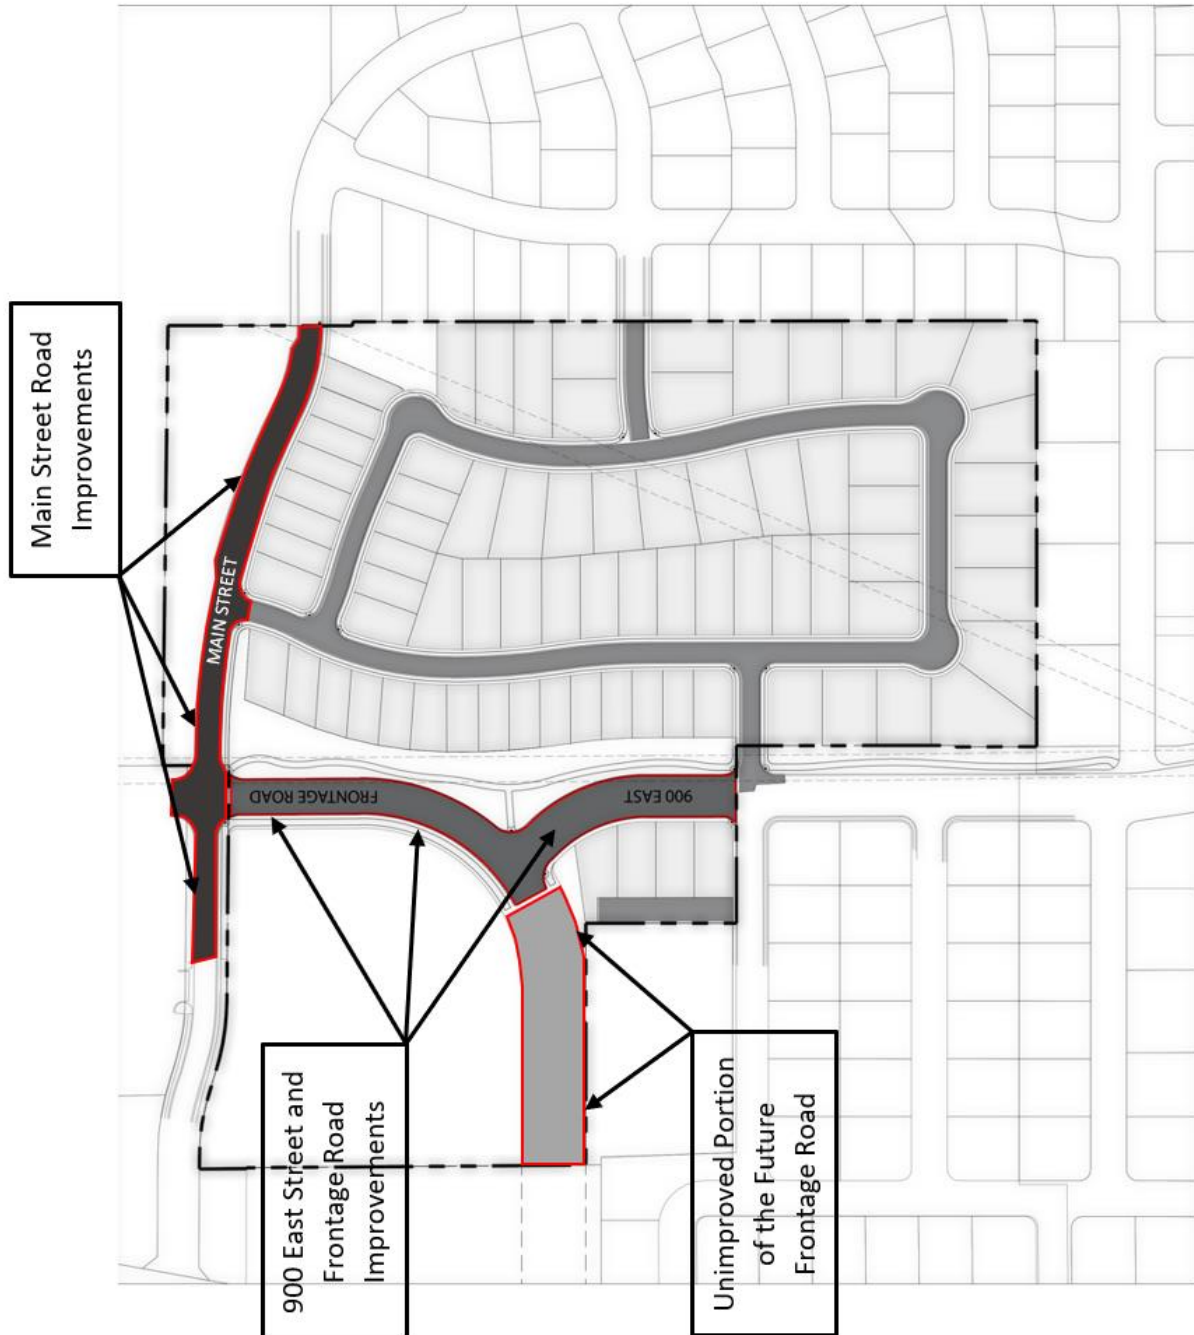 Main Street Road
Improvements
MAIN STREET
FRONTAGE ROAD
900 EAST
900 East Street and
Frontage Road
Improvements
Unimproved Portion
of the Future
Frontage Road